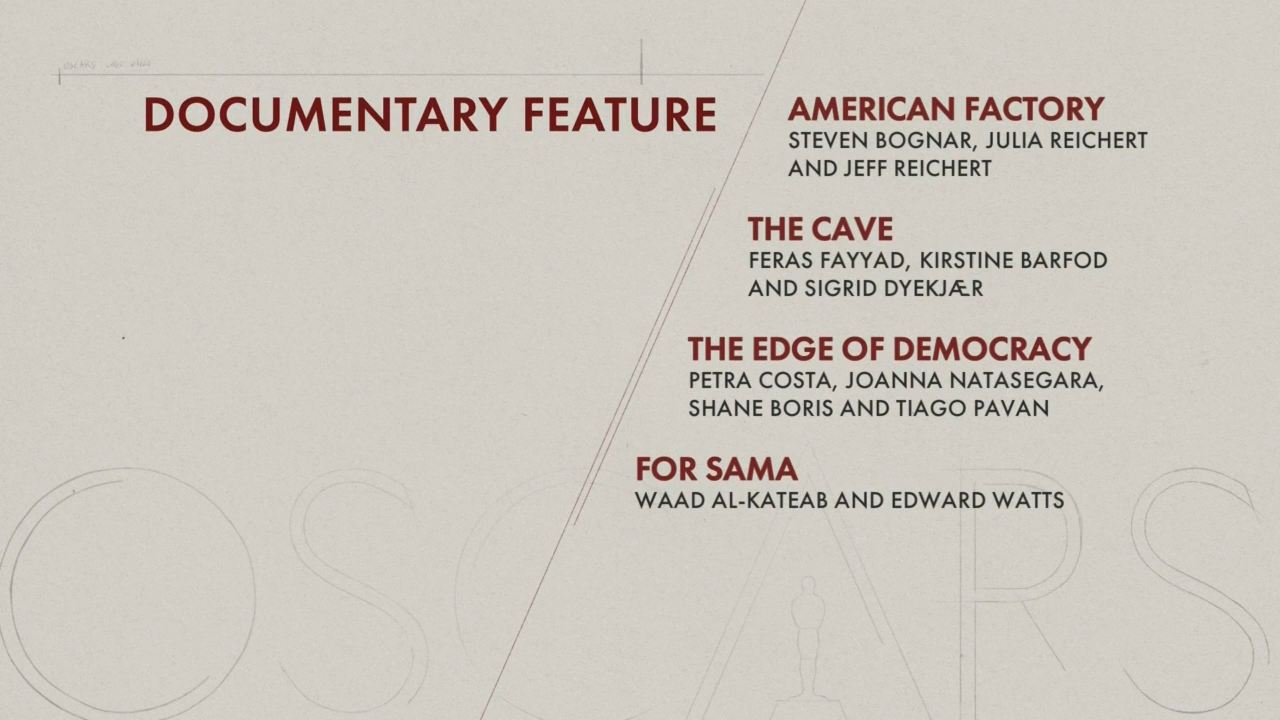 DOCUMENTARY FEATURE
AMERICAN FACTORY
STEVEN BOGNAR, JULIA REICHERT
AND JEFF REICHERT
THE CAVE
FERAS FAYYAD, KIRSTINE BARFOD
AND SIGRID DYEKJÆR
THE EDGE OF DEMOCRACY
PETRA COSTA, JOANNA NATASEGARA,
SHANE BORIS AND TIAGO PAVAN
FOR SAMA
WAAD AL-KATEAB AND EDWARD WATTS
OSCARS